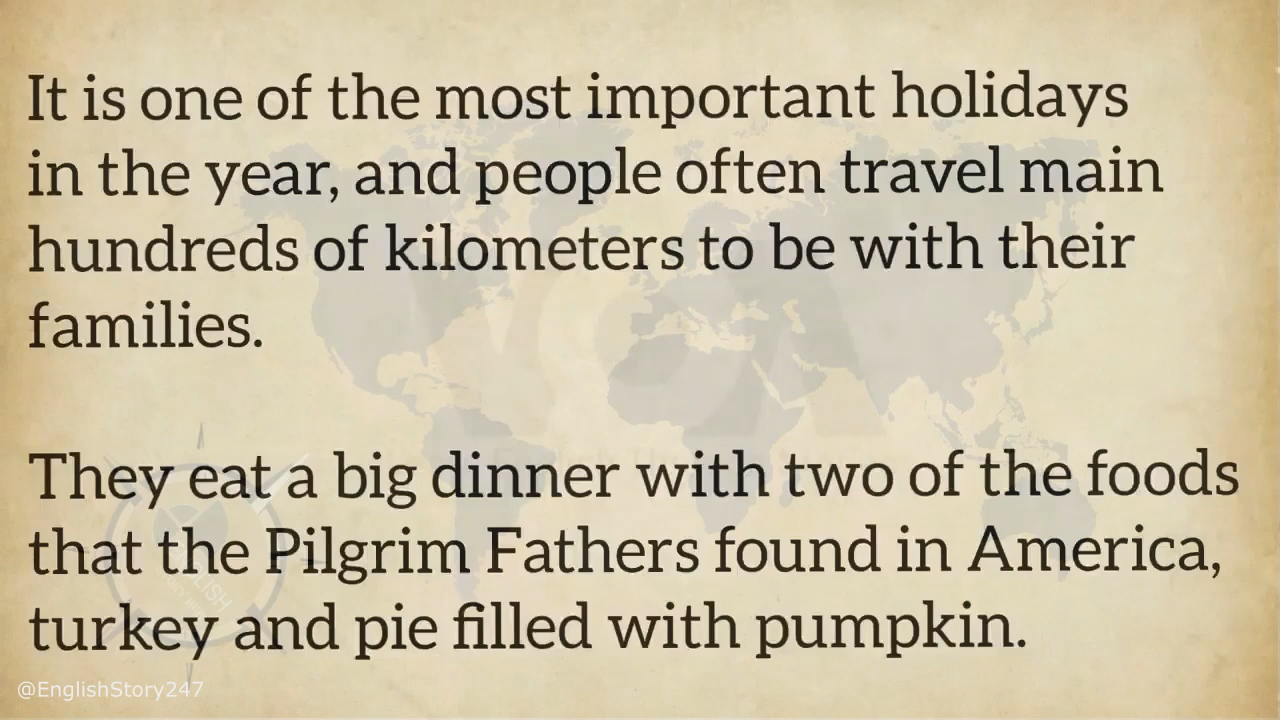 It is one of the most important holidays
in the year, and people often travel main
hundreds of kilometers to be with their
families.
They eat a big dinner with two of the foods
that the Pilgrim Fathers found in America,
turkey and pie filled with pumpkin.
@EnglishStory247